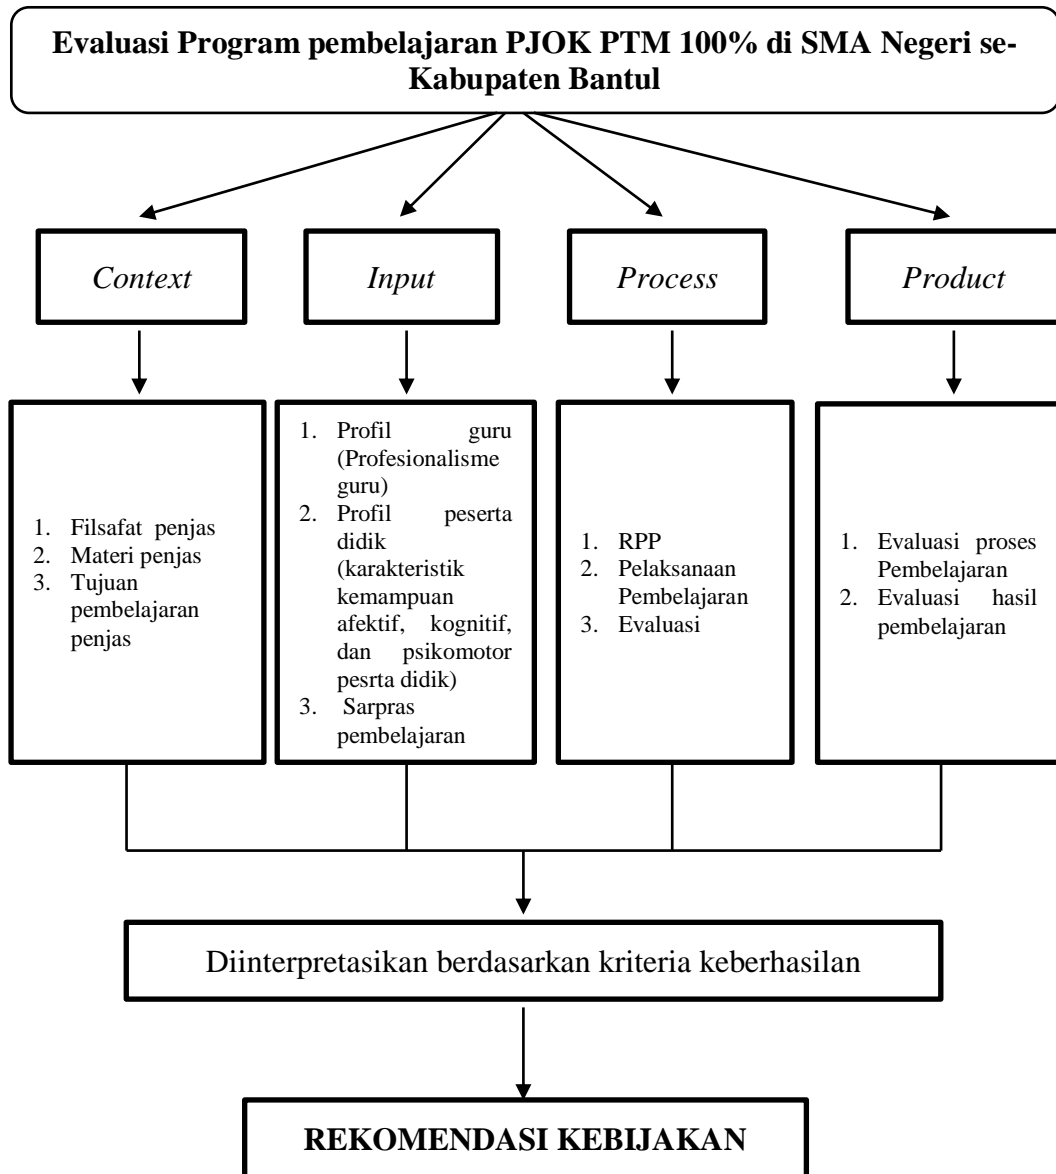 Evaluasi Program pembelajaran PJOK PTM 100% di SMA Negeri se-
Kabupaten Bantul
Context
Input
Process
Product
1. Filsafat penjas
2. Materi penjas
3. Tujuan
pembelajaran
penjas
1. Profil guru
(Profesionalisme
guru)
2. Profil peserta
didik
(karakteristik
kemampuan
afektif, kognitif,
dan psikomotor
pesrta didik)
3. Sarpras
pembelajaran
1. RPP
2. Pelaksanaan
Pembelajaran
3. Evaluasi
1. Evaluasi proses
Pembelajaran
2. Evaluasi hasil
pembelajaran
Diinterpretasikan berdasarkan kriteria keberhasilan
REKOMENDASI KEBIJAKAN